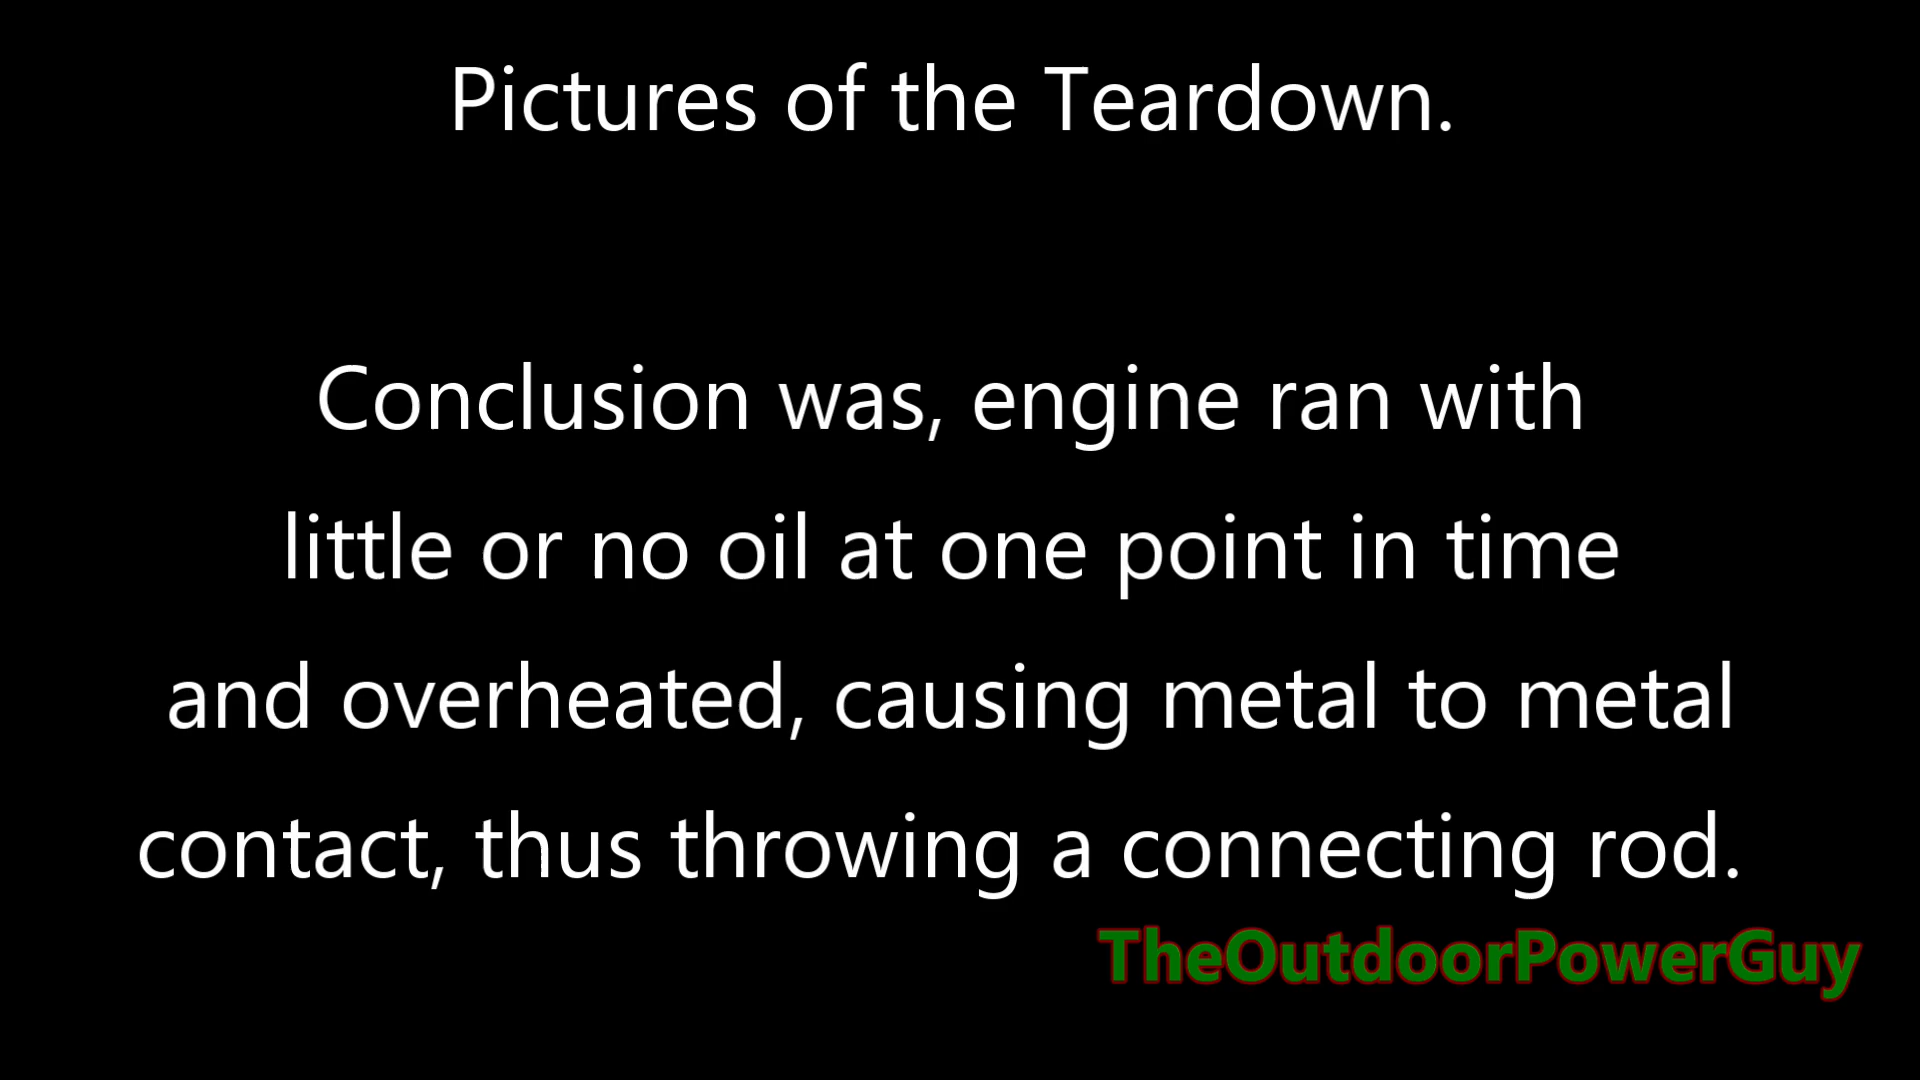 Pictures of the Teardown.
Conclusion was, engine ran with
little or no oil at one point in time
and overheated, causing metal to metal
contact, thus throwing a connecting rod.
TheOutdoorPowerGuy